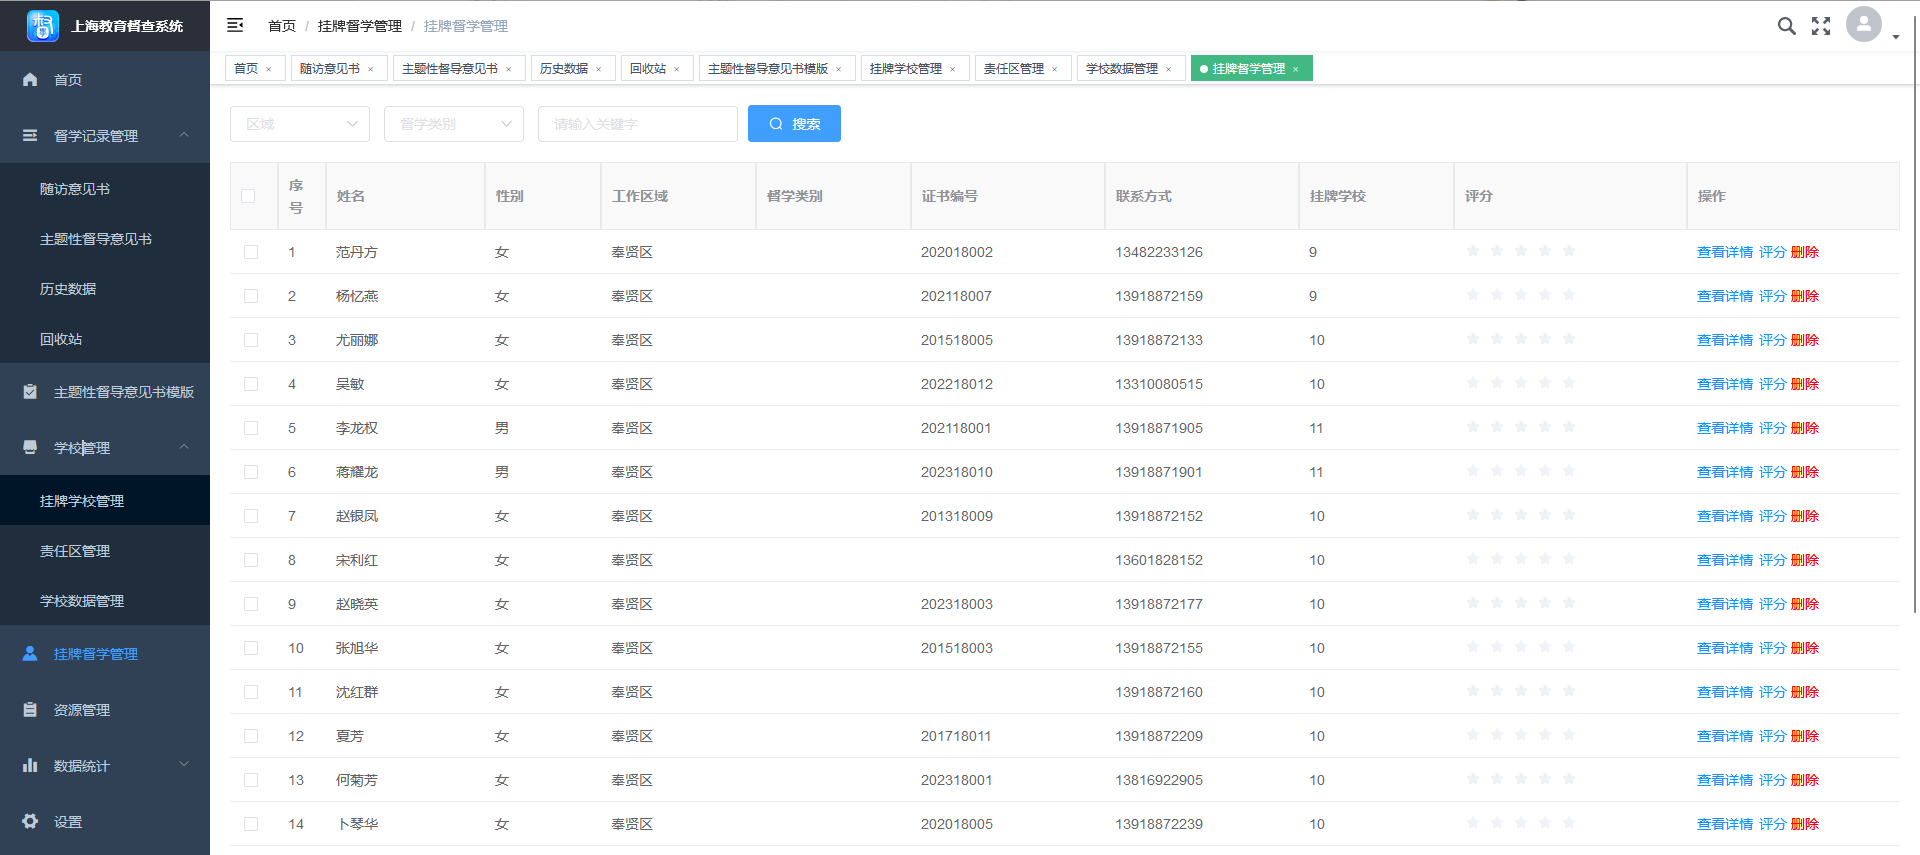 上海教育督查系统
首页 / 挂牌督学管理 / 挂牌督学管理
首页 × 随访意见书 × 主题性督导意见书 × 历史数据 × 回收站 × 主题性督导意见书模版 × 挂牌学校管理 × 责任区管理 × 学校数据管理 × 挂牌督学管理 ×
首页
督学记录管理
随访意见书
主题性督导意见书
历史数据
回收站
主题性督导意见书模版
学校管理
挂牌学校管理
责任区管理
学校数据管理
挂牌督学管理
资源管理
数据统计
设置
区域 督学类别 请输入关键字 搜索
序号 姓名 性别 工作区域 督学类别 证书编号 联系方式 挂牌学校 评分 操作
1 范丹方 女 奉贤区 202018002 13482233126 9 查看详情 评分 删除
2 杨忆燕 女 奉贤区 202118007 13918872159 9 查看详情 评分 删除
3 尤丽娜 女 奉贤区 201518005 13918872133 10 查看详情 评分 删除
4 吴敏 女 奉贤区 202218012 13310080515 10 查看详情 评分 删除
5 李龙权 男 奉贤区 202118001 13918871905 11 查看详情 评分 删除
6 蒋耀龙 男 奉贤区 202318010 13918871901 11 查看详情 评分 删除
7 赵银凤 女 奉贤区 201318009 13918872152 10 查看详情 评分 删除
8 宋利红 女 奉贤区 13601828152 10 查看详情 评分 删除
9 赵晓英 女 奉贤区 202318003 13918872177 10 查看详情 评分 删除
10 张旭华 女 奉贤区 201518003 13918872155 10 查看详情 评分 删除
11 沈红群 女 奉贤区 13918872160 10 查看详情 评分 删除
12 夏芳 女 奉贤区 201718011 13918872209 10 查看详情 评分 删除
13 何菊芳 女 奉贤区 202318001 13816922905 10 查看详情 评分 删除
14 卜琴华 女 奉贤区 202018005 13918872239 10 查看详情 评分 删除